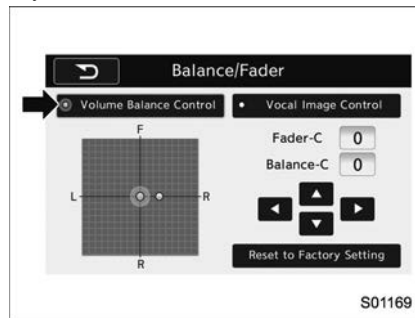 Balance/Fader
Volume Balance Control
Vocal Image Control
F
L
R
R
Fader-C 0
Balance-C 0
Reset to Factory Setting
S01169